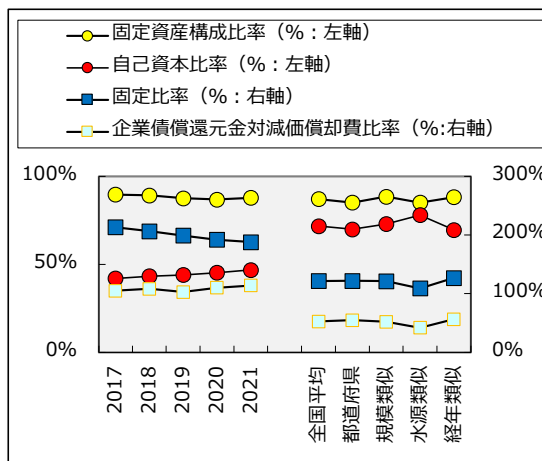 固定資産構成比率（%：左軸）
自己資本比率（%：左軸）
固定比率（%：右軸）
企業債償還元金対減価償却費比率（%:右軸）
100%
50%
0%
300%
200%
100%
0%
2017
2018
2019
2020
2021
全国平均
都道府県
規模類似
水源類似
経年類似